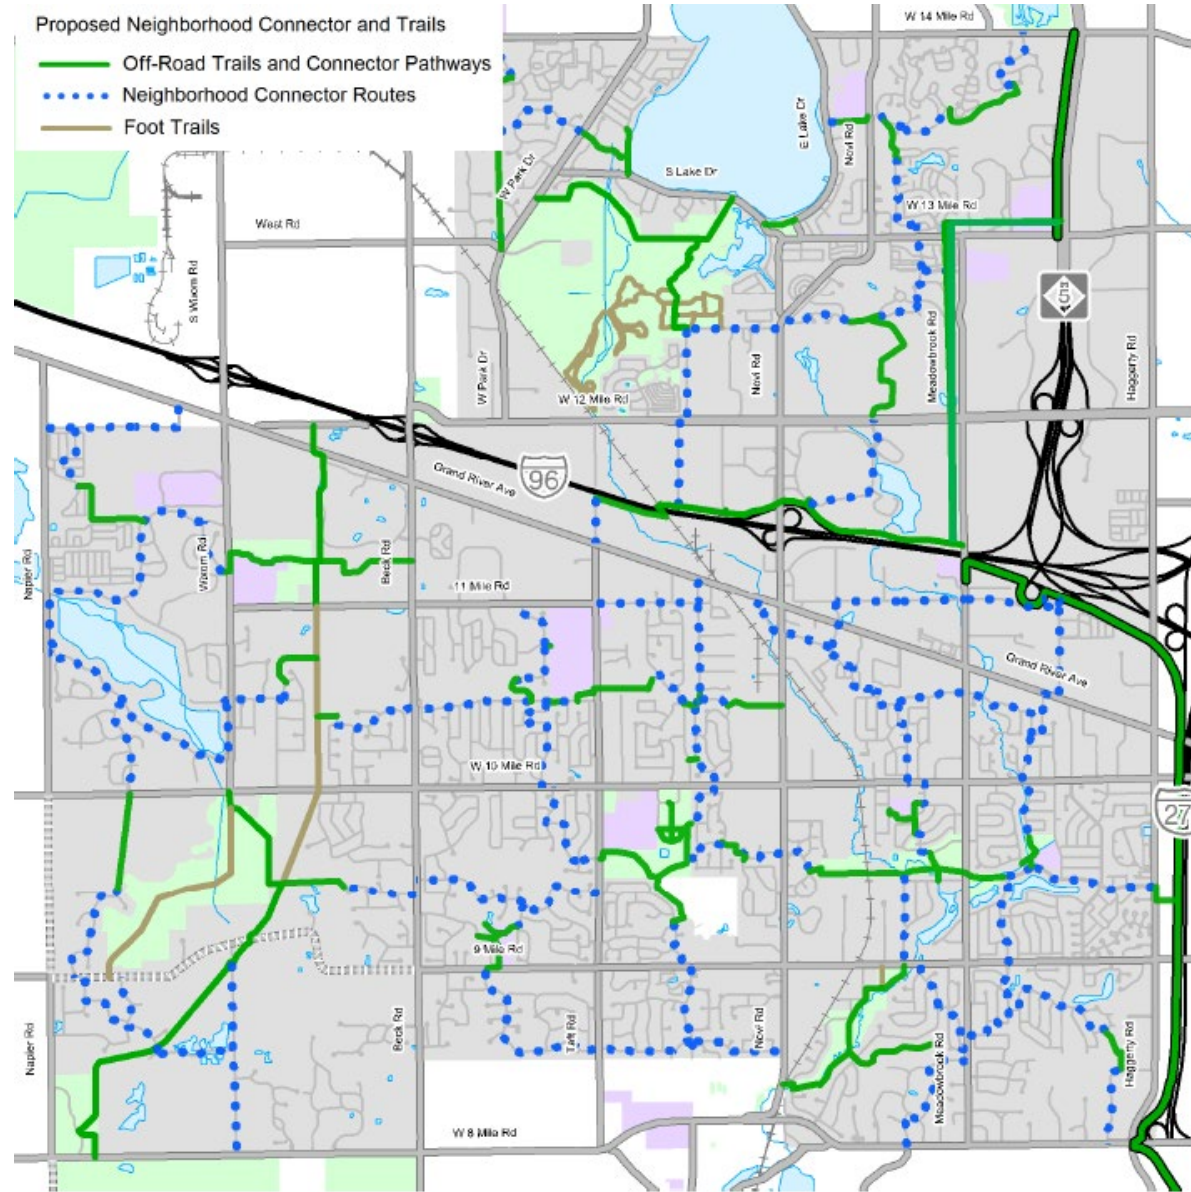 Proposed Neighborhood Connector and Trails
Off-Road Trails and Connector Pathways
Neighborhood Connector Routes
Foot Trails
W 14 Mile Rd
E Lake Dr
Novi Rd
W Park Dr
S Lake Dr
W 13 Mile Rd
West Rd
S Wixom Rd
5
Meadowbrook Rd
Haggerty Rd
W Park Dr
Novi Rd
W 12 Mile Rd
96
Grand River Ave
Napier Rd
Wixom Rd
Beck Rd
11 Mile Rd
Grand River Ave
W 10 Mile Rd
27
9 Mile Rd
Napier Rd
Beck Rd
Taft Rd
Novi Rd
Meadowbrook Rd
Haggerty Rd
W 8 Mile Rd